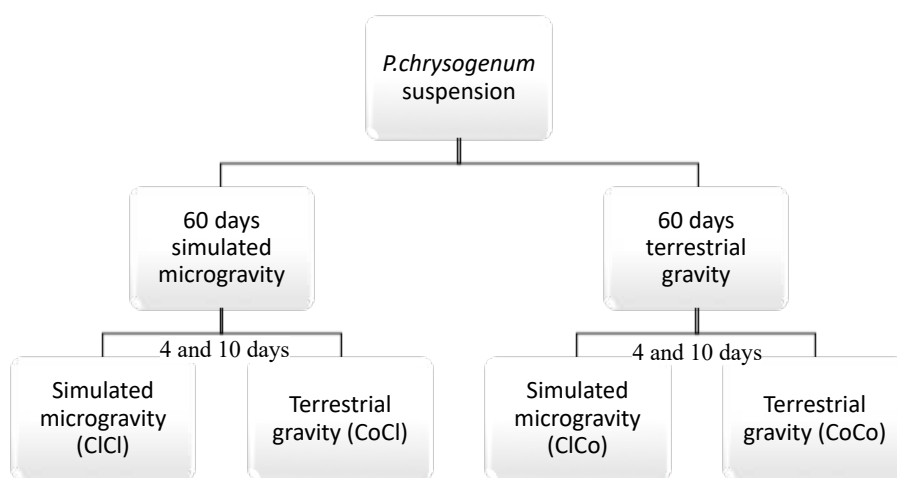 P.chrysogenum
suspension
60 days
simulated
microgravity
60 days
terrestrial
gravity
4 and 10 days
4 and 10 days
Simulated
microgravity
(ClCl)
Terrestrial
gravity (CoCl)
Simulated
microgravity
(ClCo)
Terrestrial
gravity (CoCo)